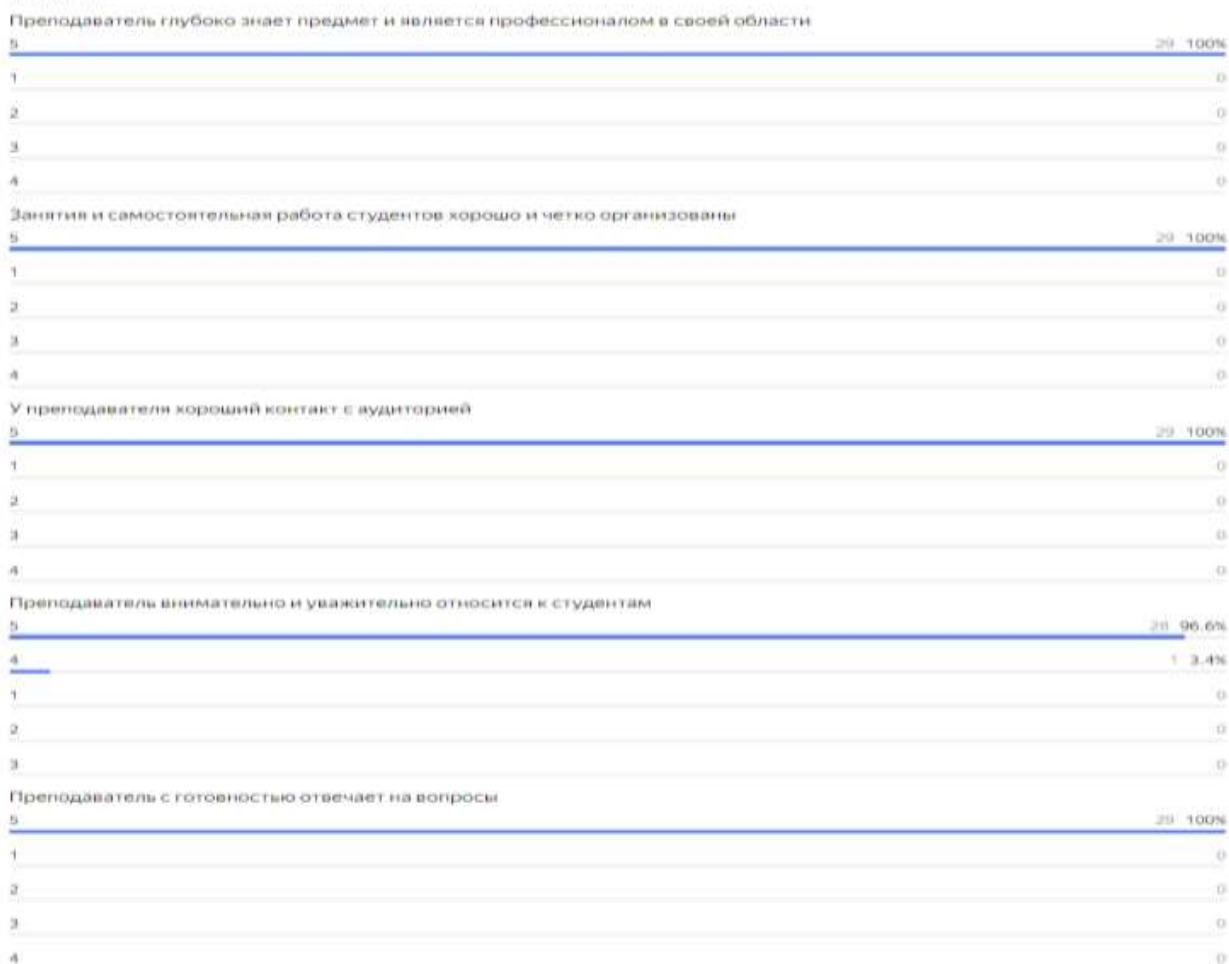 Преподаватель глубоко знает предмет и является профессионалом в своей области
5 29 100%
1 0
2 0
3 0
4 0
Занятия и самостоятельная работа студентов хорошо и четко организованы
5 29 100%
1 0
2 0
3 0
4 0
У преподавателя хороший контакт с аудиторией
5 29 100%
1 0
2 0
3 0
4 0
Преподаватель внимательно и уважительно относится к студентам
5 28 96.6%
4 1 3.4%
1 0
2 0
3 0
Преподаватель с готовностью отвечает на вопросы
5 29 100%
1 0
2 0
3 0
4 0